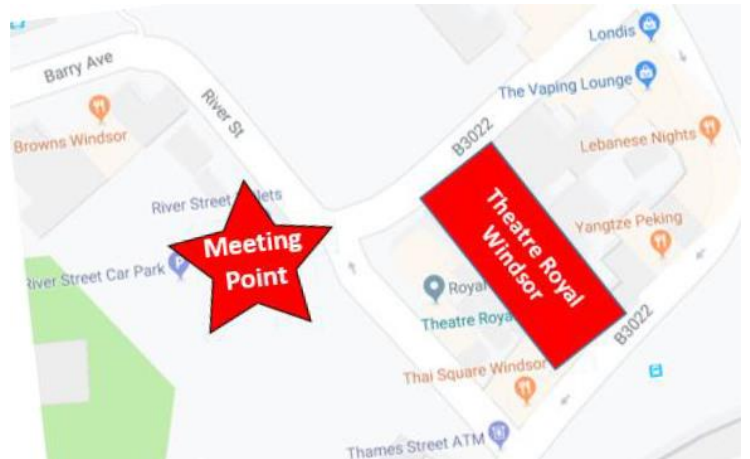 Londis
Barry Ave
The Vaping Lounge
River St
Browns Windsor
B3022
Lebanese Nights
River Street
Meeting
Point
Theatre Royal
Windsor
Yangtze Peking
River Street Car Park
P
Royal
Theatre Roya
B3022
Thai Square Windsor
Thames Street ATM